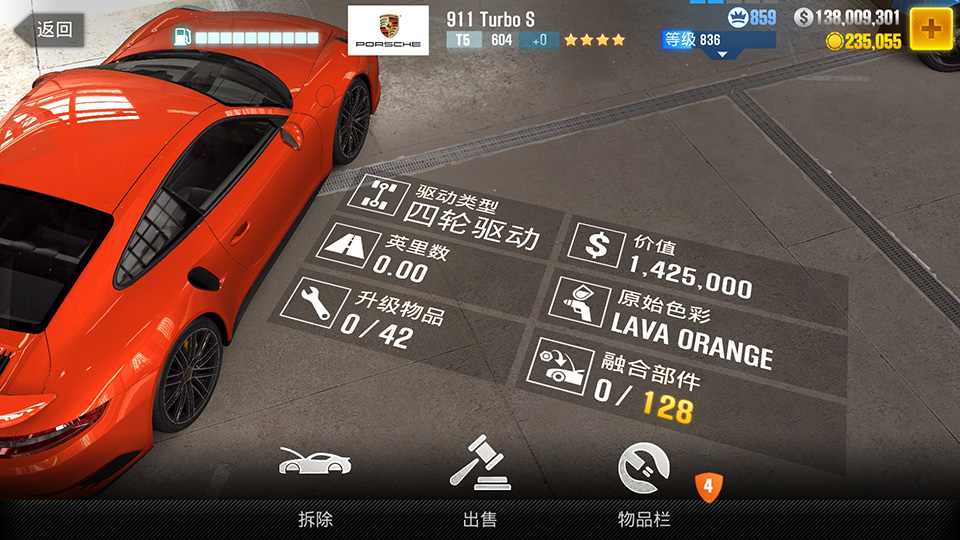 返回
PORSCHE
911 Turbo S
T5 604 +0
859
138,009,301
等级 836
235,055
驱动类型
四轮驱动
英里数
0.00
升级物品
0/42
价值
1,425,000
原始色彩
LAVA ORANGE
融合部件
0/128
拆除
出售
物品栏
4